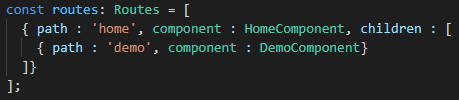 const routes: Routes = [
  { path : 'home', component : HomeComponent, children : [
    { path : 'demo', component : DemoComponent}
  ]}
];